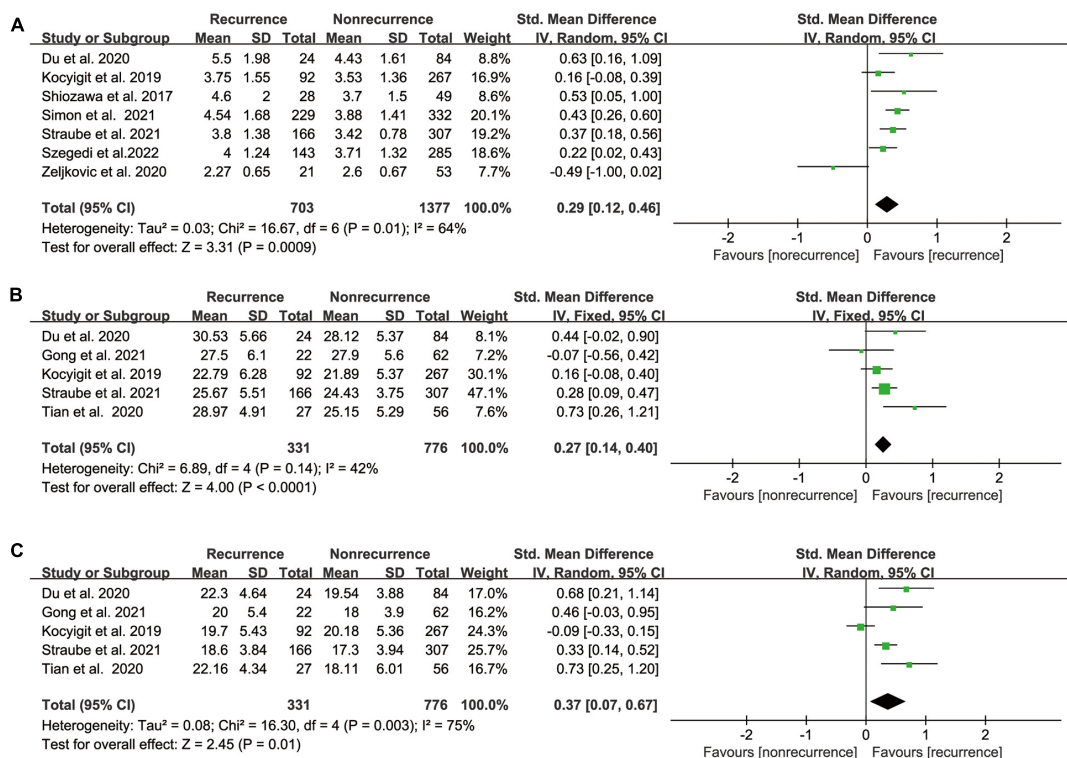 A
Recurrence Nonrecurrence Std. Mean Difference Std. Mean Difference
Study or Subgroup Mean SD Total Mean SD Total Weight IV, Random, 95% CI IV, Random, 95% CI
Du et al. 2020 5.5 1.98 24 4.43 1.61 84 8.8% 0.63 [0.16, 1.09]
Kocyigit et al. 2019 3.75 1.55 92 3.53 1.36 267 16.9% 0.16 [-0.08, 0.39]
Shiozawa et al. 2017 4.6 2 28 3.7 1.5 49 8.6% 0.53 [0.05, 1.00]
Simon et al. 2021 4.54 1.68 229 3.88 1.41 332 20.1% 0.43 [0.26, 0.60]
Straube et al. 2021 3.8 1.38 166 3.42 0.78 307 19.2% 0.37 [0.18, 0.56]
Szegedi et al.2022 4 1.24 143 3.71 1.32 285 18.6% 0.22 [0.02, 0.43]
Zeljkovic et al. 2020 2.27 0.65 21 2.6 0.67 53 7.7% -0.49 [-1.00, 0.02]
Total (95% CI) 703 1377 100.0% 0.29 [0.12, 0.46]
Heterogeneity: Tau² = 0.03; Chi² = 16.67, df = 6 (P = 0.01); I² = 64%
Test for overall effect: Z = 3.31 (P = 0.0009)
-2 -1 0 1 2
Favours [norecurrence] Favours [recurrence]
B
Recurrence Nonrecurrence Std. Mean Difference Std. Mean Difference
Study or Subgroup Mean SD Total Mean SD Total Weight IV, Fixed, 95% CI IV, Fixed, 95% CI
Du et al. 2020 30.53 5.66 24 28.12 5.37 84 8.1% 0.44 [-0.02, 0.90]
Gong et al. 2021 27.5 6.1 22 27.9 5.6 62 7.2% -0.07 [-0.56, 0.42]
Kocyigit et al. 2019 22.79 6.28 92 21.89 5.37 267 30.1% 0.16 [-0.08, 0.40]
Straube et al. 2021 25.67 5.51 166 24.43 3.75 307 47.1% 0.28 [0.09, 0.47]
Tian et al. 2020 28.97 4.91 27 25.15 5.29 56 7.6% 0.73 [0.26, 1.21]
Total (95% CI) 331 776 100.0% 0.27 [0.14, 0.40]
Heterogeneity: Chi² = 6.89, df = 4 (P = 0.14); I² = 42%
Test for overall effect: Z = 4.00 (P < 0.0001)
-2 -1 0 1 2
Favours [nonrecurrence] Favours [recurrence]
C
Recurrence Nonrecurrence Std. Mean Difference Std. Mean Difference
Study or Subgroup Mean SD Total Mean SD Total Weight IV, Random, 95% CI IV, Random, 95% CI
Du et al. 2020 22.3 4.64 24 19.54 3.88 84 17.0% 0.68 [0.21, 1.14]
Gong et al. 2021 20 5.4 22 18 3.9 62 16.2% 0.46 [-0.03, 0.95]
Kocyigit et al. 2019 19.7 5.43 92 20.18 5.36 267 24.3% -0.09 [-0.33, 0.15]
Straube et al. 2021 18.6 3.84 166 17.3 3.94 307 25.7% 0.33 [0.14, 0.52]
Tian et al. 2020 22.16 4.34 27 18.11 6.01 56 16.7% 0.73 [0.25, 1.20]
Total (95% CI) 331 776 100.0% 0.37 [0.07, 0.67]
Heterogeneity: Tau² = 0.08; Chi² = 16.30, df = 4 (P = 0.003); I² = 75%
Test for overall effect: Z = 2.45 (P = 0.01)
-2 -1 0 1 2
Favours [nonrecurrence] Favours [recurrence]